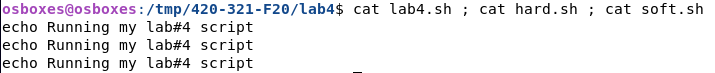 osboxes@osboxes:/tmp/420-321-F20/lab4$ cat lab4.sh ; cat hard.sh ; cat soft.sh
echo Running my lab#4 script
echo Running my lab#4 script
echo Running my lab#4 script